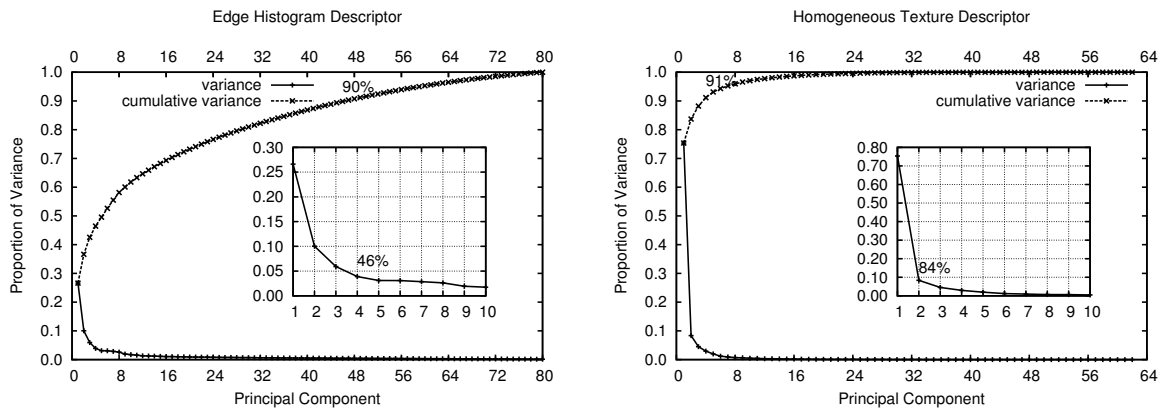 Edge Histogram Descriptor
0 8 16 24 32 40 48 56 64 72 80
1.0
0.9
0.8
0.7
0.6
0.5
0.4
0.3
0.2
0.1
0.0
Proportion of Variance
variance
cumulative variance
90%
0.30
0.25
0.20
0.15
0.10
0.05
0.00
46%
1 2 3 4 5 6 7 8 9 10
0 8 16 24 32 40 48 56 64 72 80
Principal Component
Homogeneous Texture Descriptor
0 8 16 24 32 40 48 56 64
1.0
0.9
0.8
0.7
0.6
0.5
0.4
0.3
0.2
0.1
0.0
Proportion of Variance
91%
variance
cumulative variance
0.80
0.70
0.60
0.50
0.40
0.30
0.20
0.10
0.00
84%
1 2 3 4 5 6 7 8 9 10
0 8 16 24 32 40 48 56 64
Principal Component